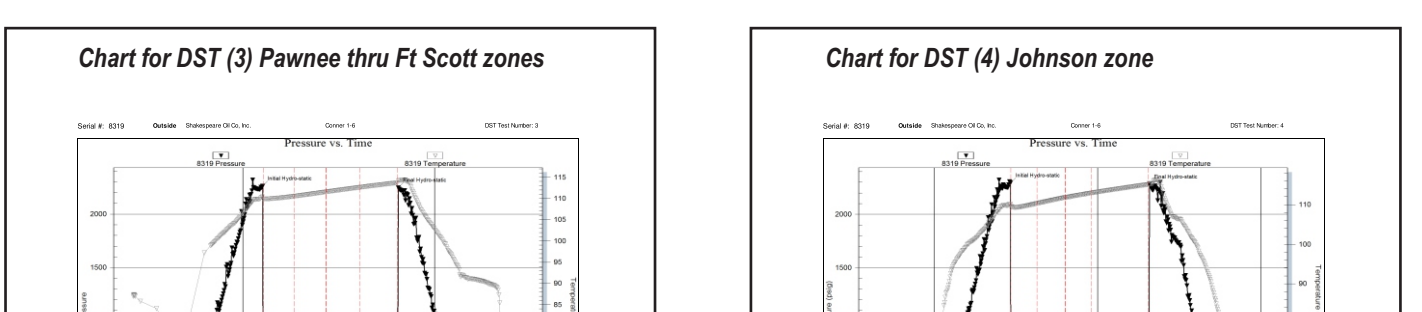 Chart for DST (3) Pawnee thru Ft Scott zones
Serial #: 8319 Outside Shakespeare Oil Co, Inc. Conner 1-6 DST Test Number: 3
Pressure vs. Time
8319 Pressure 8319 Temperature
Initial Hydro-static Final Hydro-static
115
110
2000
105
100
95
1500
90
85
Chart for DST (4) Johnson zone
Serial #: 8319 Outside Shakespeare Oil Co, Inc. Conner 1-6 DST Test Number: 4
Pressure vs. Time
8319 Pressure 8319 Temperature
Initial Hydro-static Final Hydro-static
110
2000
100
1500
90
(psig)
Temperature